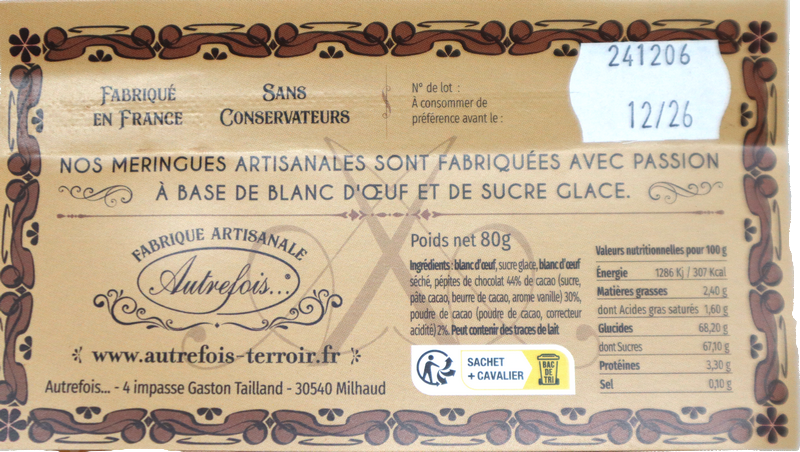 FABRIQUÉ
EN FRANCE
SANS
CONSERVATEURS
N° de lot :
À consommer de
préférence avant le :
241206
12/26
NOS MERINGUES ARTISANALES SONT FABRIQUÉES AVEC PASSION
À BASE DE BLANC D'ŒUF ET DE SUCRE GLACE.
FABRIQUE ARTISANALE
Autrefois...
www.autrefois-terroir.fr
Autrefois... - 4 impasse Gaston Tailland - 30540 Milhaud
Poids net 80g
Ingrédients : blanc d'œuf, sucre glace, blanc d'œuf
séché, pépites de chocolat 44% de cacao (sucre,
pâte cacao, beurre de cacao, arome vanille) 30%,
poudre de cacao (poudre de cacao, correcteur
acidité) 2%. Peut contenir des traces de lait
SACHET
+ CAVALIER
BAC
DE
TRI
Valeurs nutritionnelles pour 100 g
Énergie 1286 Kj / 307 Kcal
Matières grasses 2,40 g
dont Acides gras saturés 1,60 g
Glucides 68,20 g
dont Sucres 67,10 g
Protéines 3,30 g
Sel 0,10 g